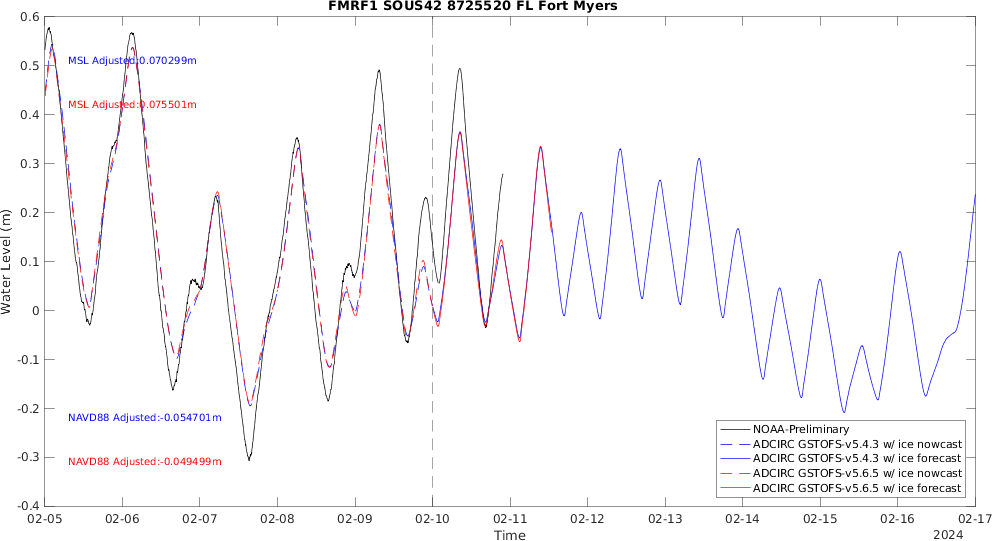 FMRF1 SOUS42 8725520 FL Fort Myers
0.6
0.5
0.4
0.3
0.2
0.1
0
-0.1
-0.2
-0.3
-0.4
Water Level (m)
MSL Adjusted:0.070299m
MSL Adjusted:0.075501m
NAVD88 Adjusted:-0.054701m
NAVD88 Adjusted:-0.049499m
NOAA-Preliminary
ADCIRC GSTOFS-v5.4.3 w/ ice nowcast
ADCIRC GSTOFS-v5.4.3 w/ ice forecast
ADCIRC GSTOFS-v5.6.5 w/ ice nowcast
ADCIRC GSTOFS-v5.6.5 w/ ice forecast
02-05 02-06 02-07 02-08 02-09 02-10 02-11 02-12 02-13 02-14 02-15 02-16 02-17
Time
2024